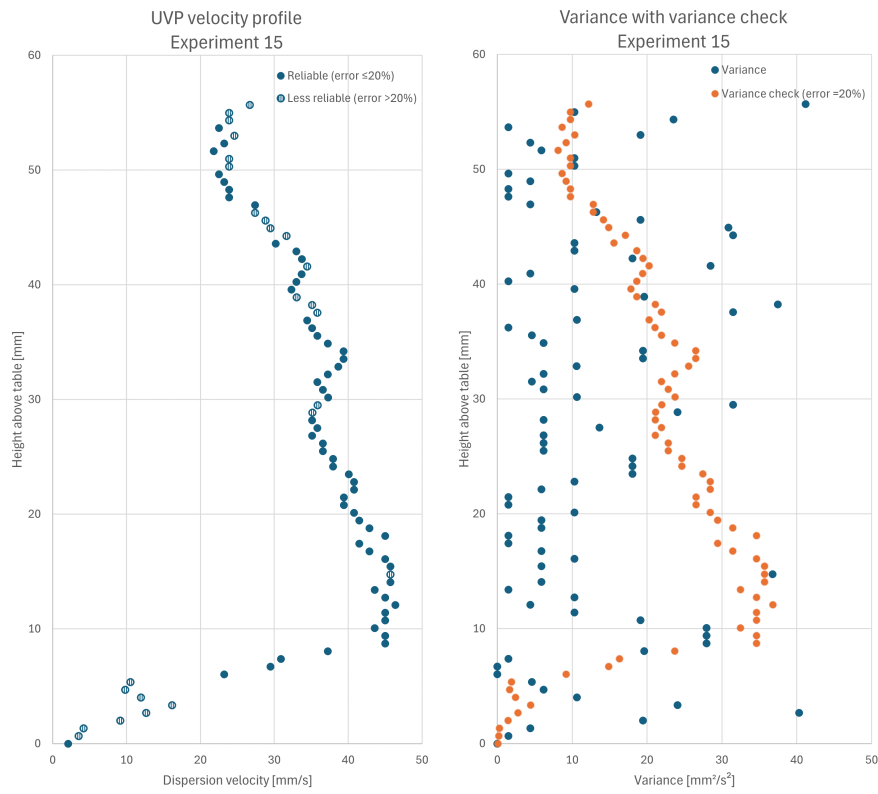 UVP velocity profile
Experiment 15
60
50
40
30
20
10
0
0 10 20 30 40 50
Height above table [mm]
Dispersion velocity [mm/s]
Reliable (error ≤20%)
Less reliable (error >20%)
Variance with variance check
Experiment 15
60
50
40
30
20
10
0
0 10 20 30 40 50
Height above table [mm]
Variance [mm²/s²]
Variance
Variance check (error =20%)